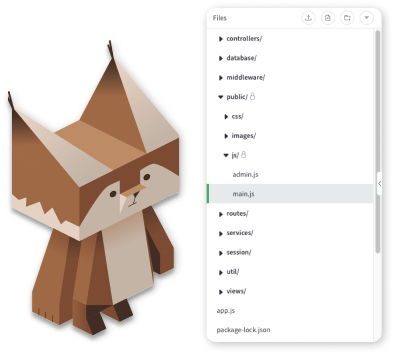 Files
controllers/
database/
middleware/
public/
css/
images/
js/
admin.js
main.js
routes/
services/
session/
util/
views/
app.js
package-lock.json